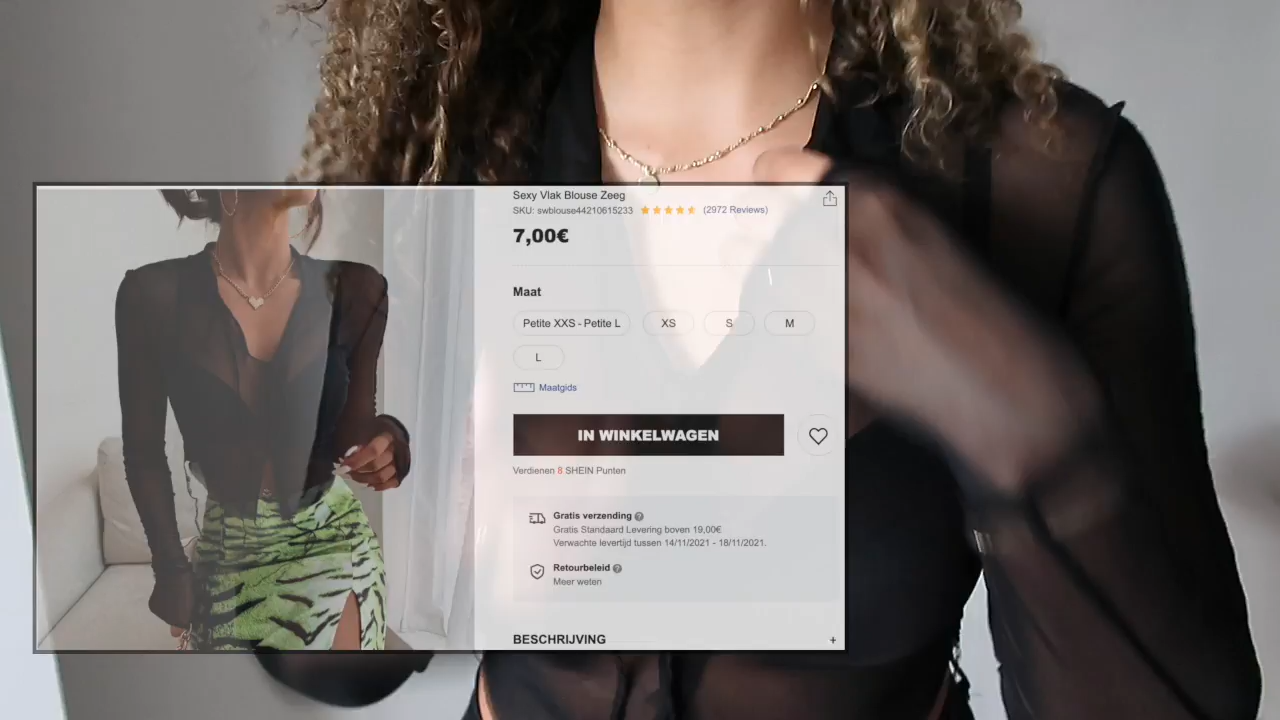 Sexy Vlak Blouse Zeeg
SKU: swblouse44210615233 (2972 Reviews)
7,00€
Maat
Petite XXS - Petite L XS S M
L
Maatgids
IN WINKELWAGEN
Verdienen 8 SHEIN Punten
Gratis verzending ?
Gratis Standaard Levering boven 19,00€
Verwachte levertijd tussen 14/11/2021 - 18/11/2021.
Retourbeleid ?
Meer weten
BESCHRIJVING +